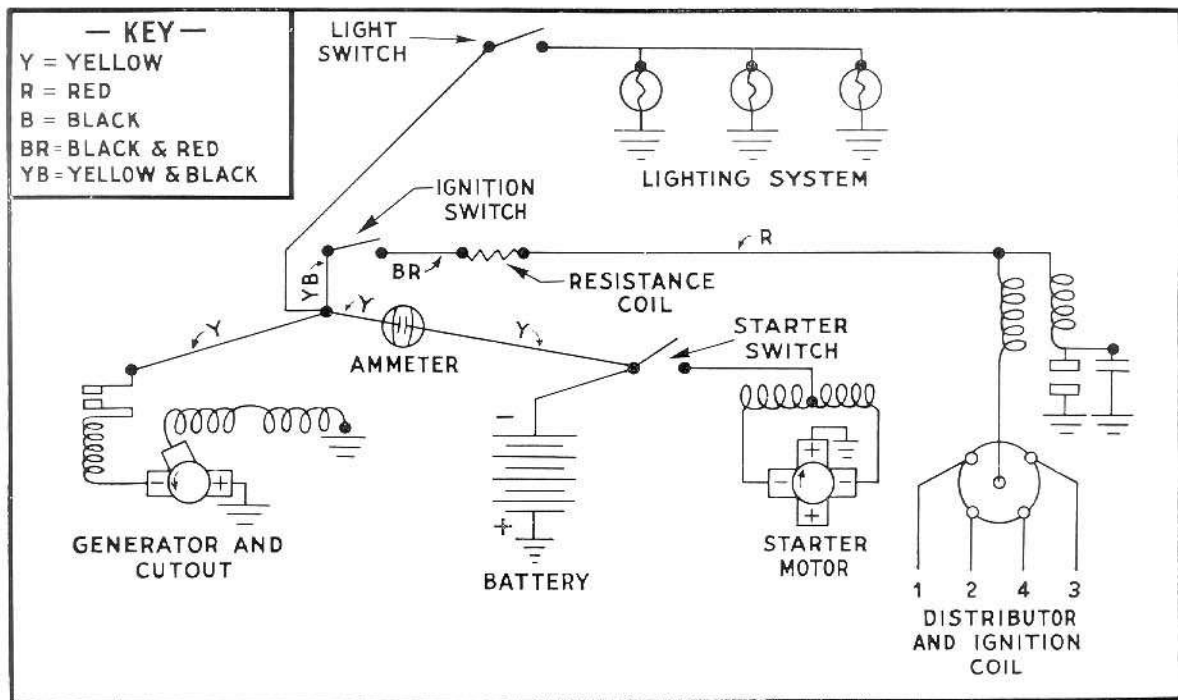 — KEY —
Y = YELLOW
R = RED
B = BLACK
BR = BLACK & RED
YB = YELLOW & BLACK
LIGHT
SWITCH
LIGHTING SYSTEM
IGNITION
SWITCH
R
BR
YB
RESISTANCE
COIL
Y
Y
Y
AMMETER
STARTER
SWITCH
-
+
BATTERY
- +
GENERATOR AND
CUTOUT
+
- -
+
STARTER
MOTOR
1 2 4 3
DISTRIBUTOR
AND IGNITION
COIL